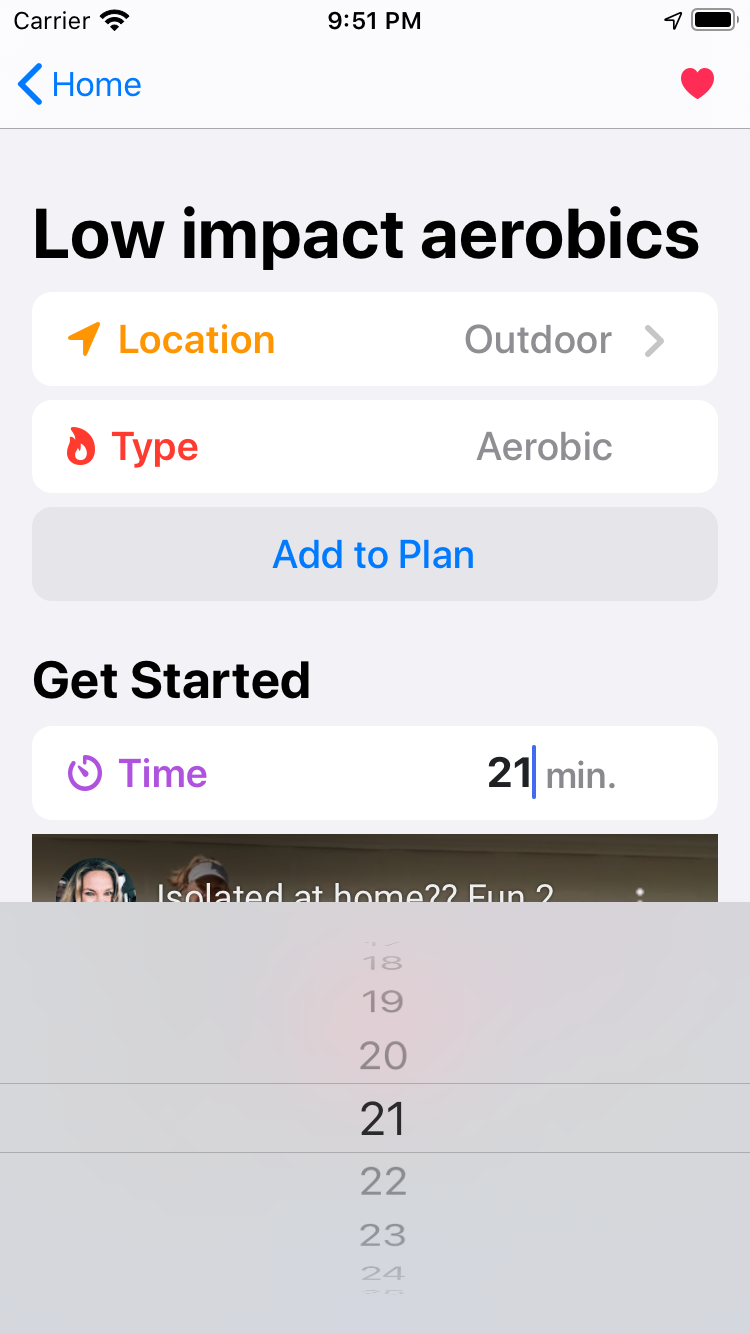 Carrier 9:51 PM
Home
Low impact aerobics
Location Outdoor
Type Aerobic
Add to Plan
Get Started
Time 21 min.
Isolated at home?? Fun 2
18
19
20
21
22
23
24